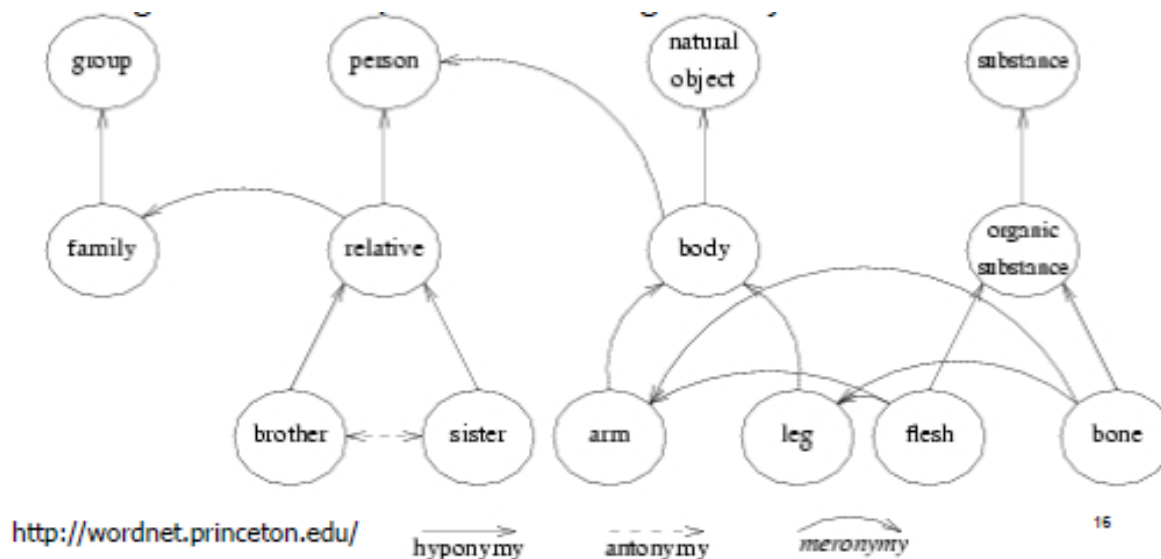 group
person
natural
object
substance
family
relative
body
organic
substance
brother
sister
arm
leg
flesh
bone
http://wordnet.princeton.edu/
hyponymy
antonymy
meronymy
16